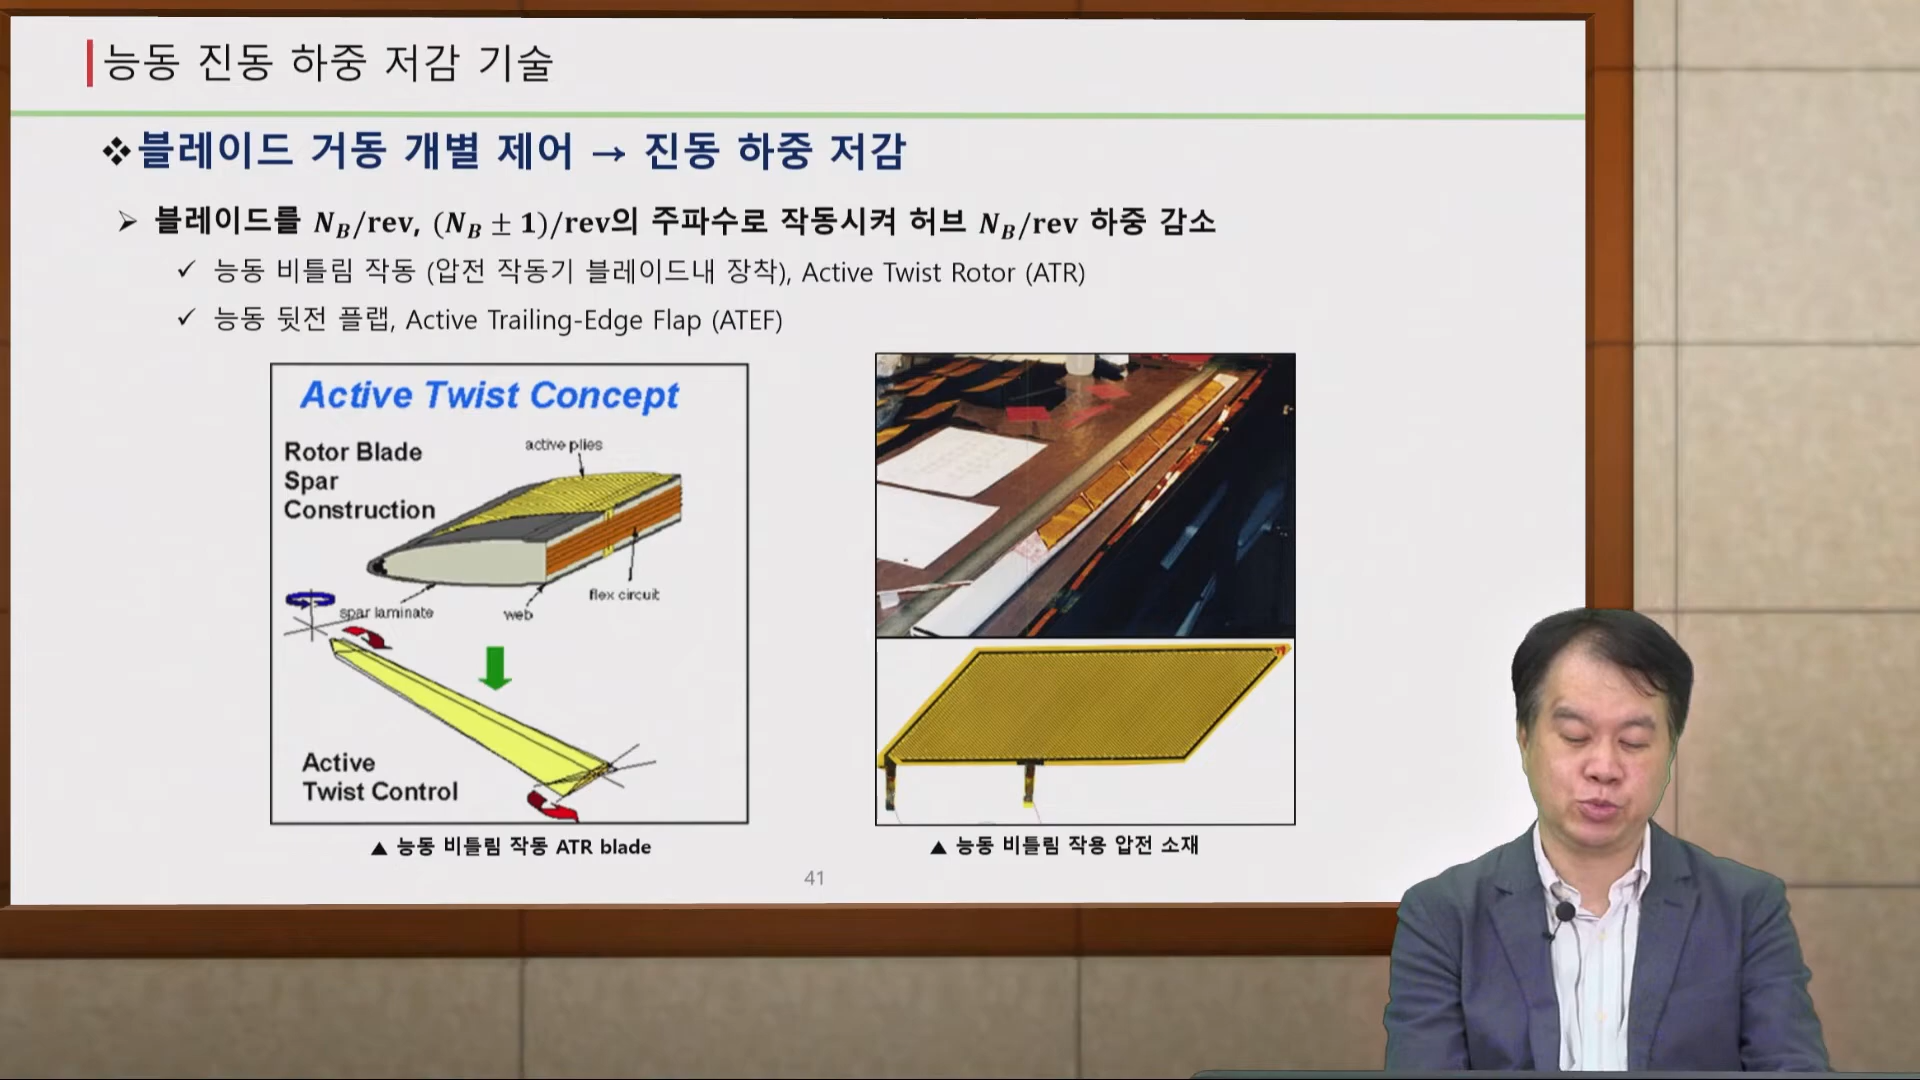 능동 진동 하중 저감 기술
❖블레이드 거동 개별 제어 → 진동 하중 저감
➢ 블레이드를 N_B/rev, (N_B ± 1)/rev의 주파수로 작동시켜 허브 N_B/rev 하중 감소
✓ 능동 비틀림 작동 (압전 작동기 블레이드내 장착), Active Twist Rotor (ATR)
✓ 능동 뒷전 플랩, Active Trailing-Edge Flap (ATEF)
Active Twist Concept
Rotor Blade
Spar
Construction
active plies
flex circuit
spar laminate
web
Active
Twist Control
▲ 능동 비틀림 작동 ATR blade
▲ 능동 비틀림 작용 압전 소재
41